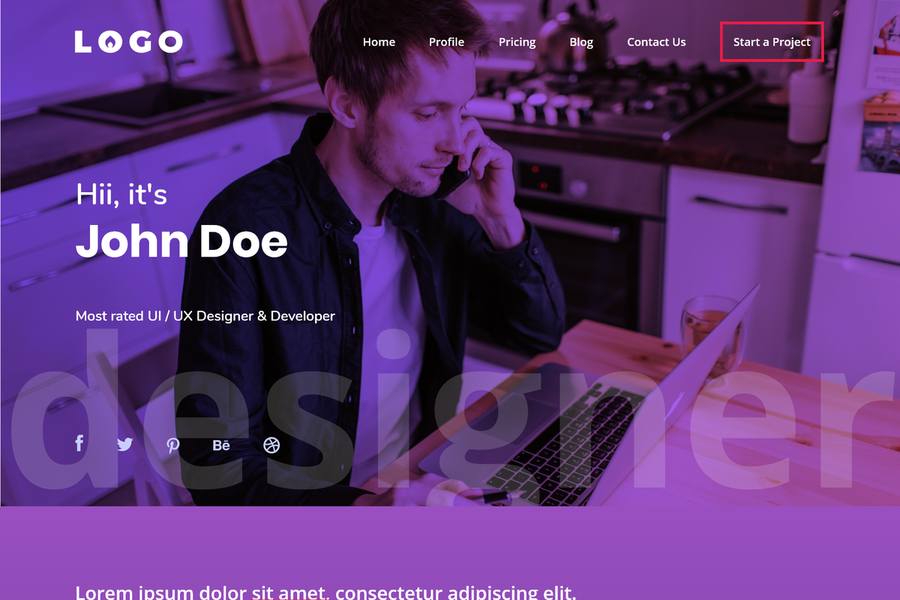 LOGO
Home Profile Pricing Blog Contact Us Start a Project
Hii, it's
John Doe
Most rated UI / UX Designer & Developer
designer
f Bē
Lorem ipsum dolor sit amet, consectetur adipiscing elit.